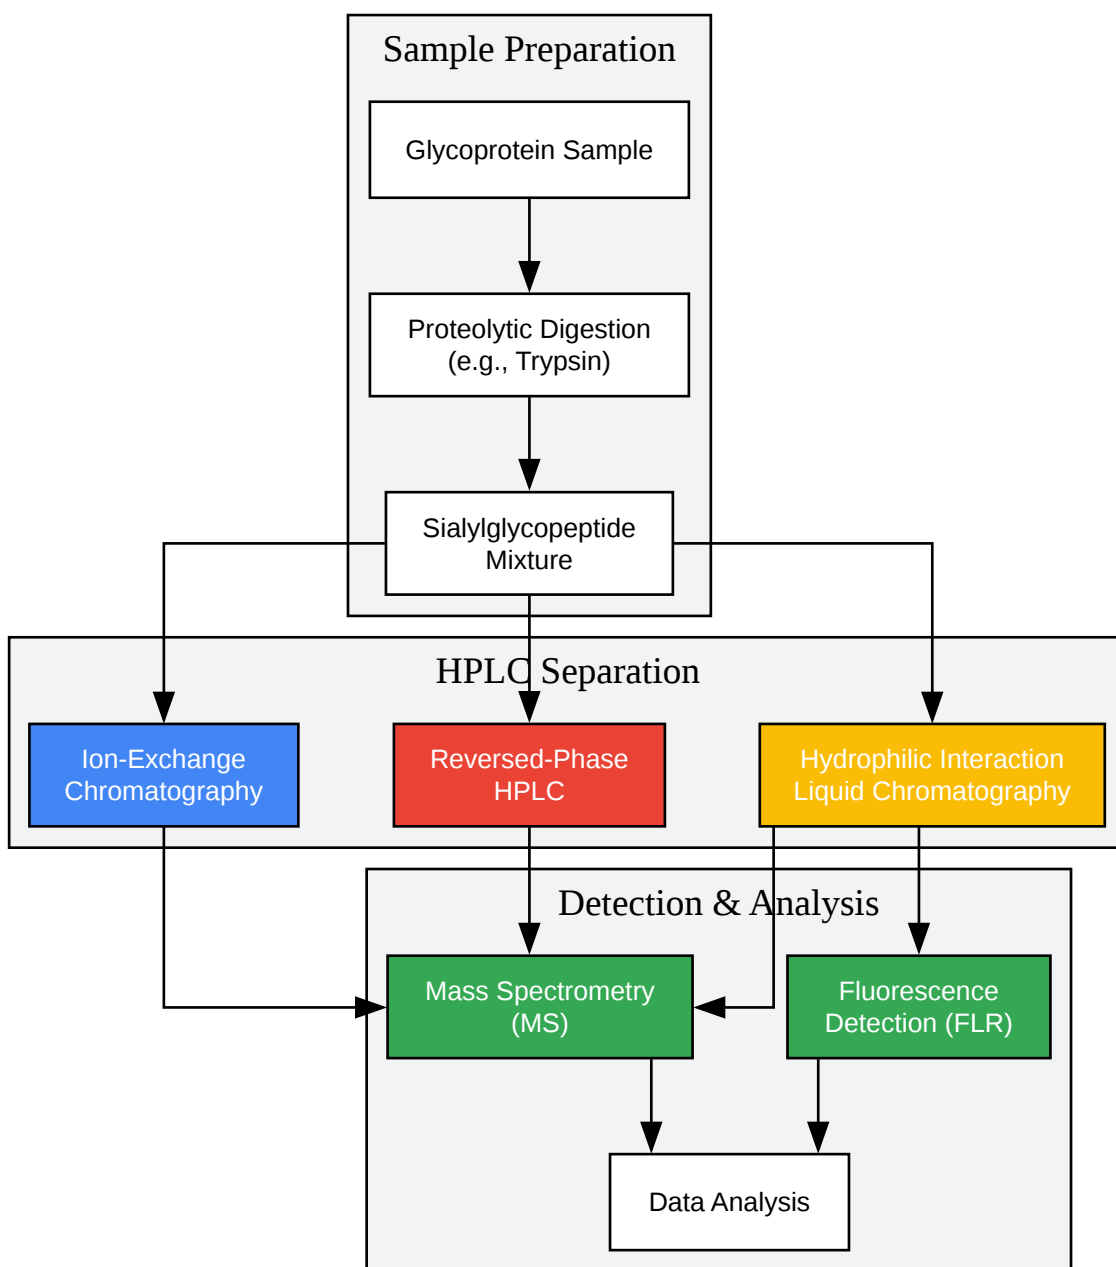 Sample Preparation
Glycoprotein Sample
Proteolytic Digestion
(e.g., Trypsin)
Sialylglycopeptide
Mixture
HPLC Separation
Ion-Exchange
Chromatography
Reversed-Phase
HPLC
Hydrophilic Interaction
Liquid Chromatography
Detection & Analysis
Mass Spectrometry
(MS)
Fluorescence
Detection (FLR)
Data Analysis